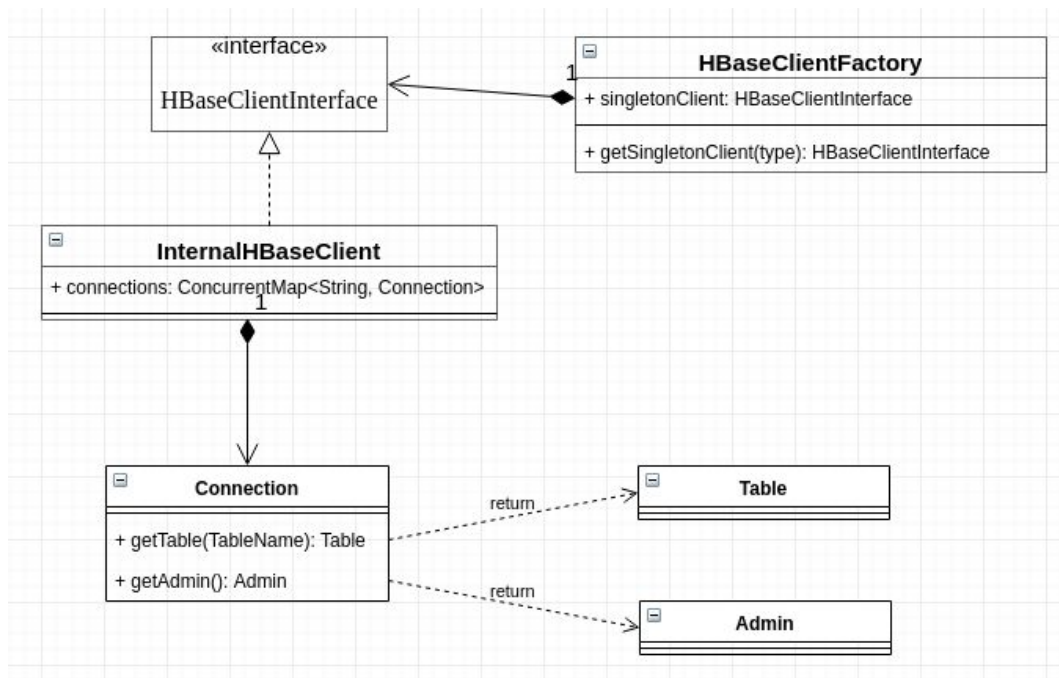 «interface»
HBaseClientInterface
1
HBaseClientFactory
+ singletonClient: HBaseClientInterface
+ getSingletonClient(type): HBaseClientInterface
InternalHBaseClient
+ connections: ConcurrentMap<String, Connection>
1
Connection
+ getTable(TableName): Table
+ getAdmin(): Admin
return
Table
return
Admin